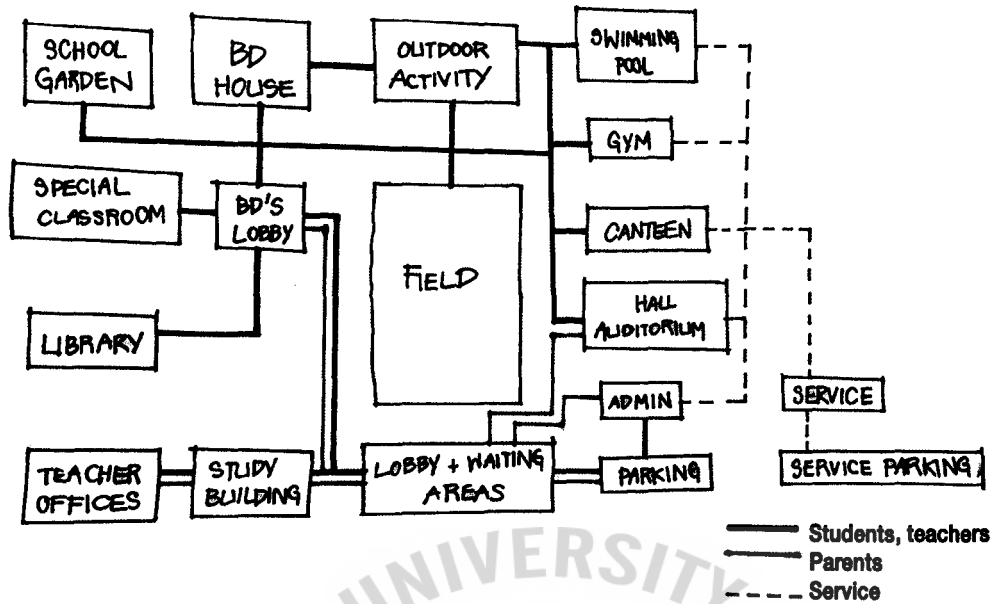 SCHOOL
GARDEN
BD
HOUSE
OUTDOOR
ACTIVITY
SWIMMING
POOL
GYM
SPECIAL
CLASSROOM
BD'S
LOBBY
FIELD
CANTEEN
HALL
AUDITORIUM
LIBRARY
ADMIN
SERVICE
TEACHER
OFFICES
STUDY
BUILDING
LOBBY + WAITING
AREAS
PARKING
SERVICE PARKING
Students, teachers
Parents
Service
UNIVERSITY